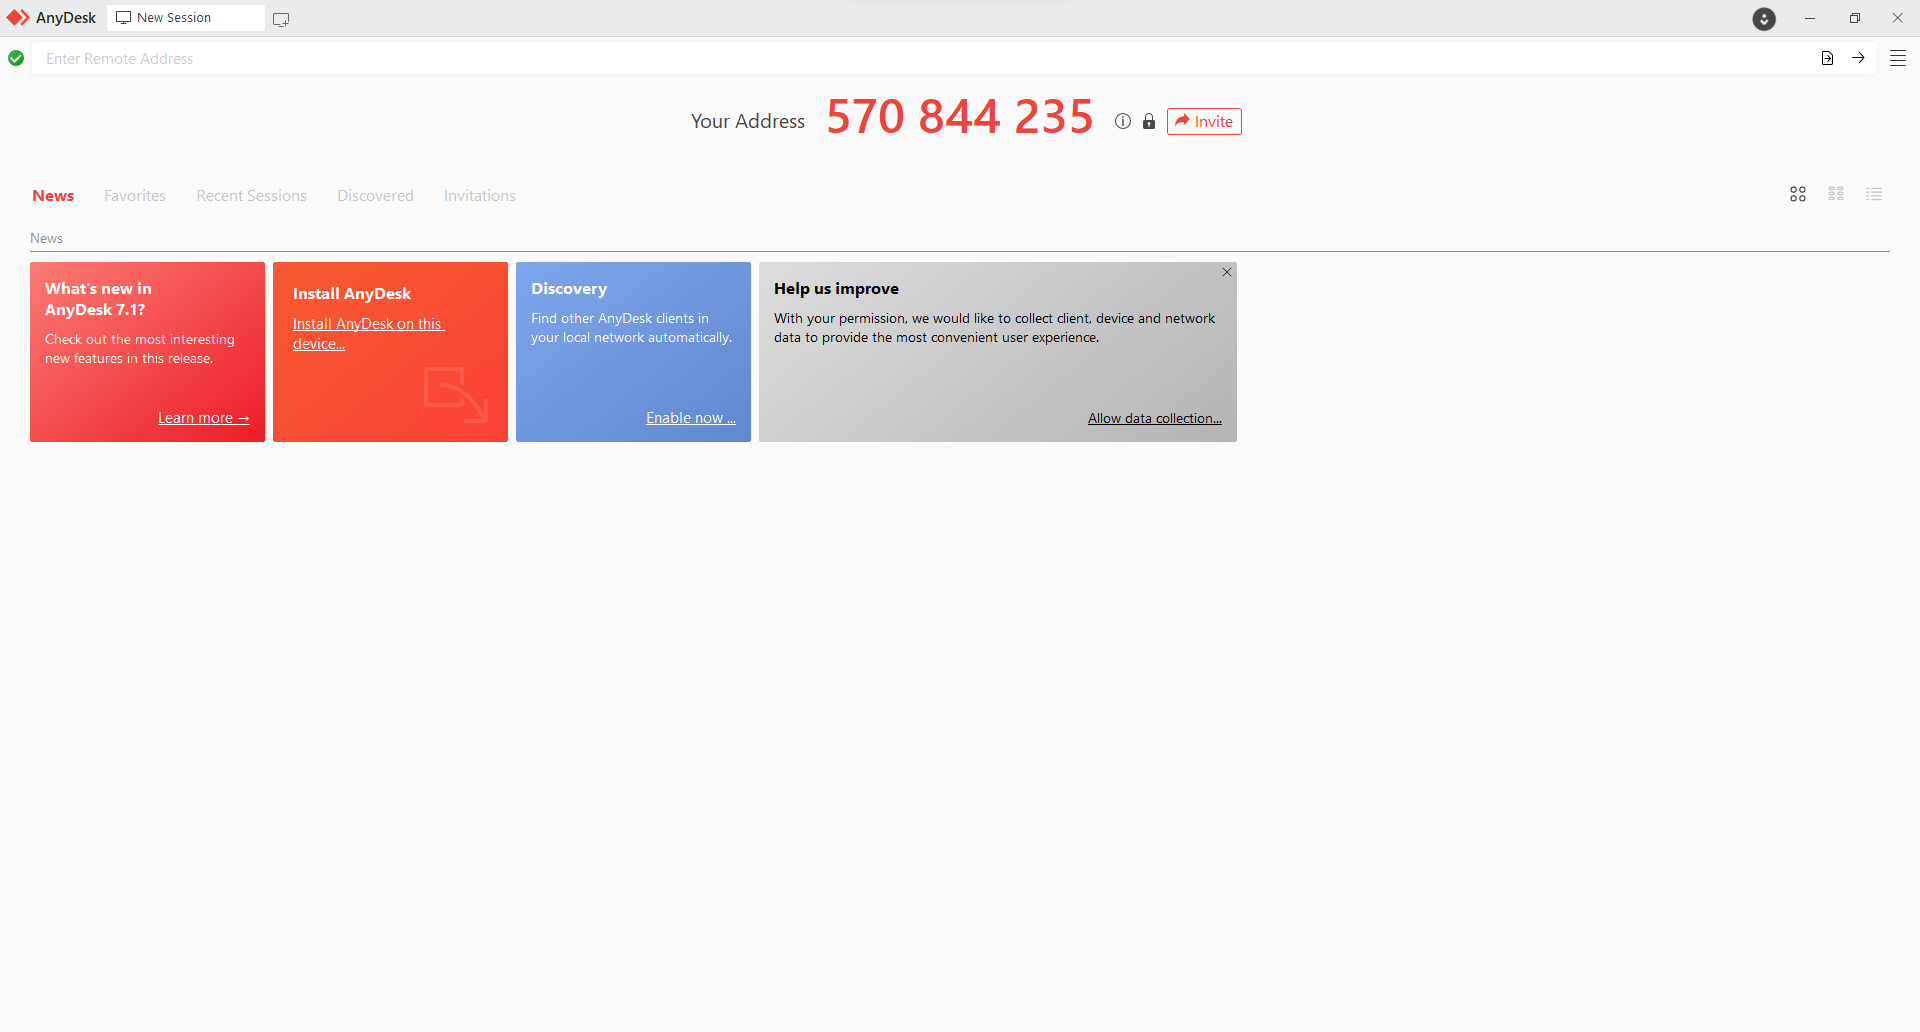 AnyDesk
New Session
Enter Remote Address
Your Address 570 844 235 Invite
News Favorites Recent Sessions Discovered Invitations
News
What's new in
AnyDesk 7.1?
Check out the most interesting
new features in this release.
Learn more →
Install AnyDesk
Install AnyDesk on this
device...
Discovery
Find other AnyDesk clients in
your local network automatically.
Enable now ...
Help us improve
With your permission, we would like to collect client, device and network
data to provide the most convenient user experience.
Allow data collection...